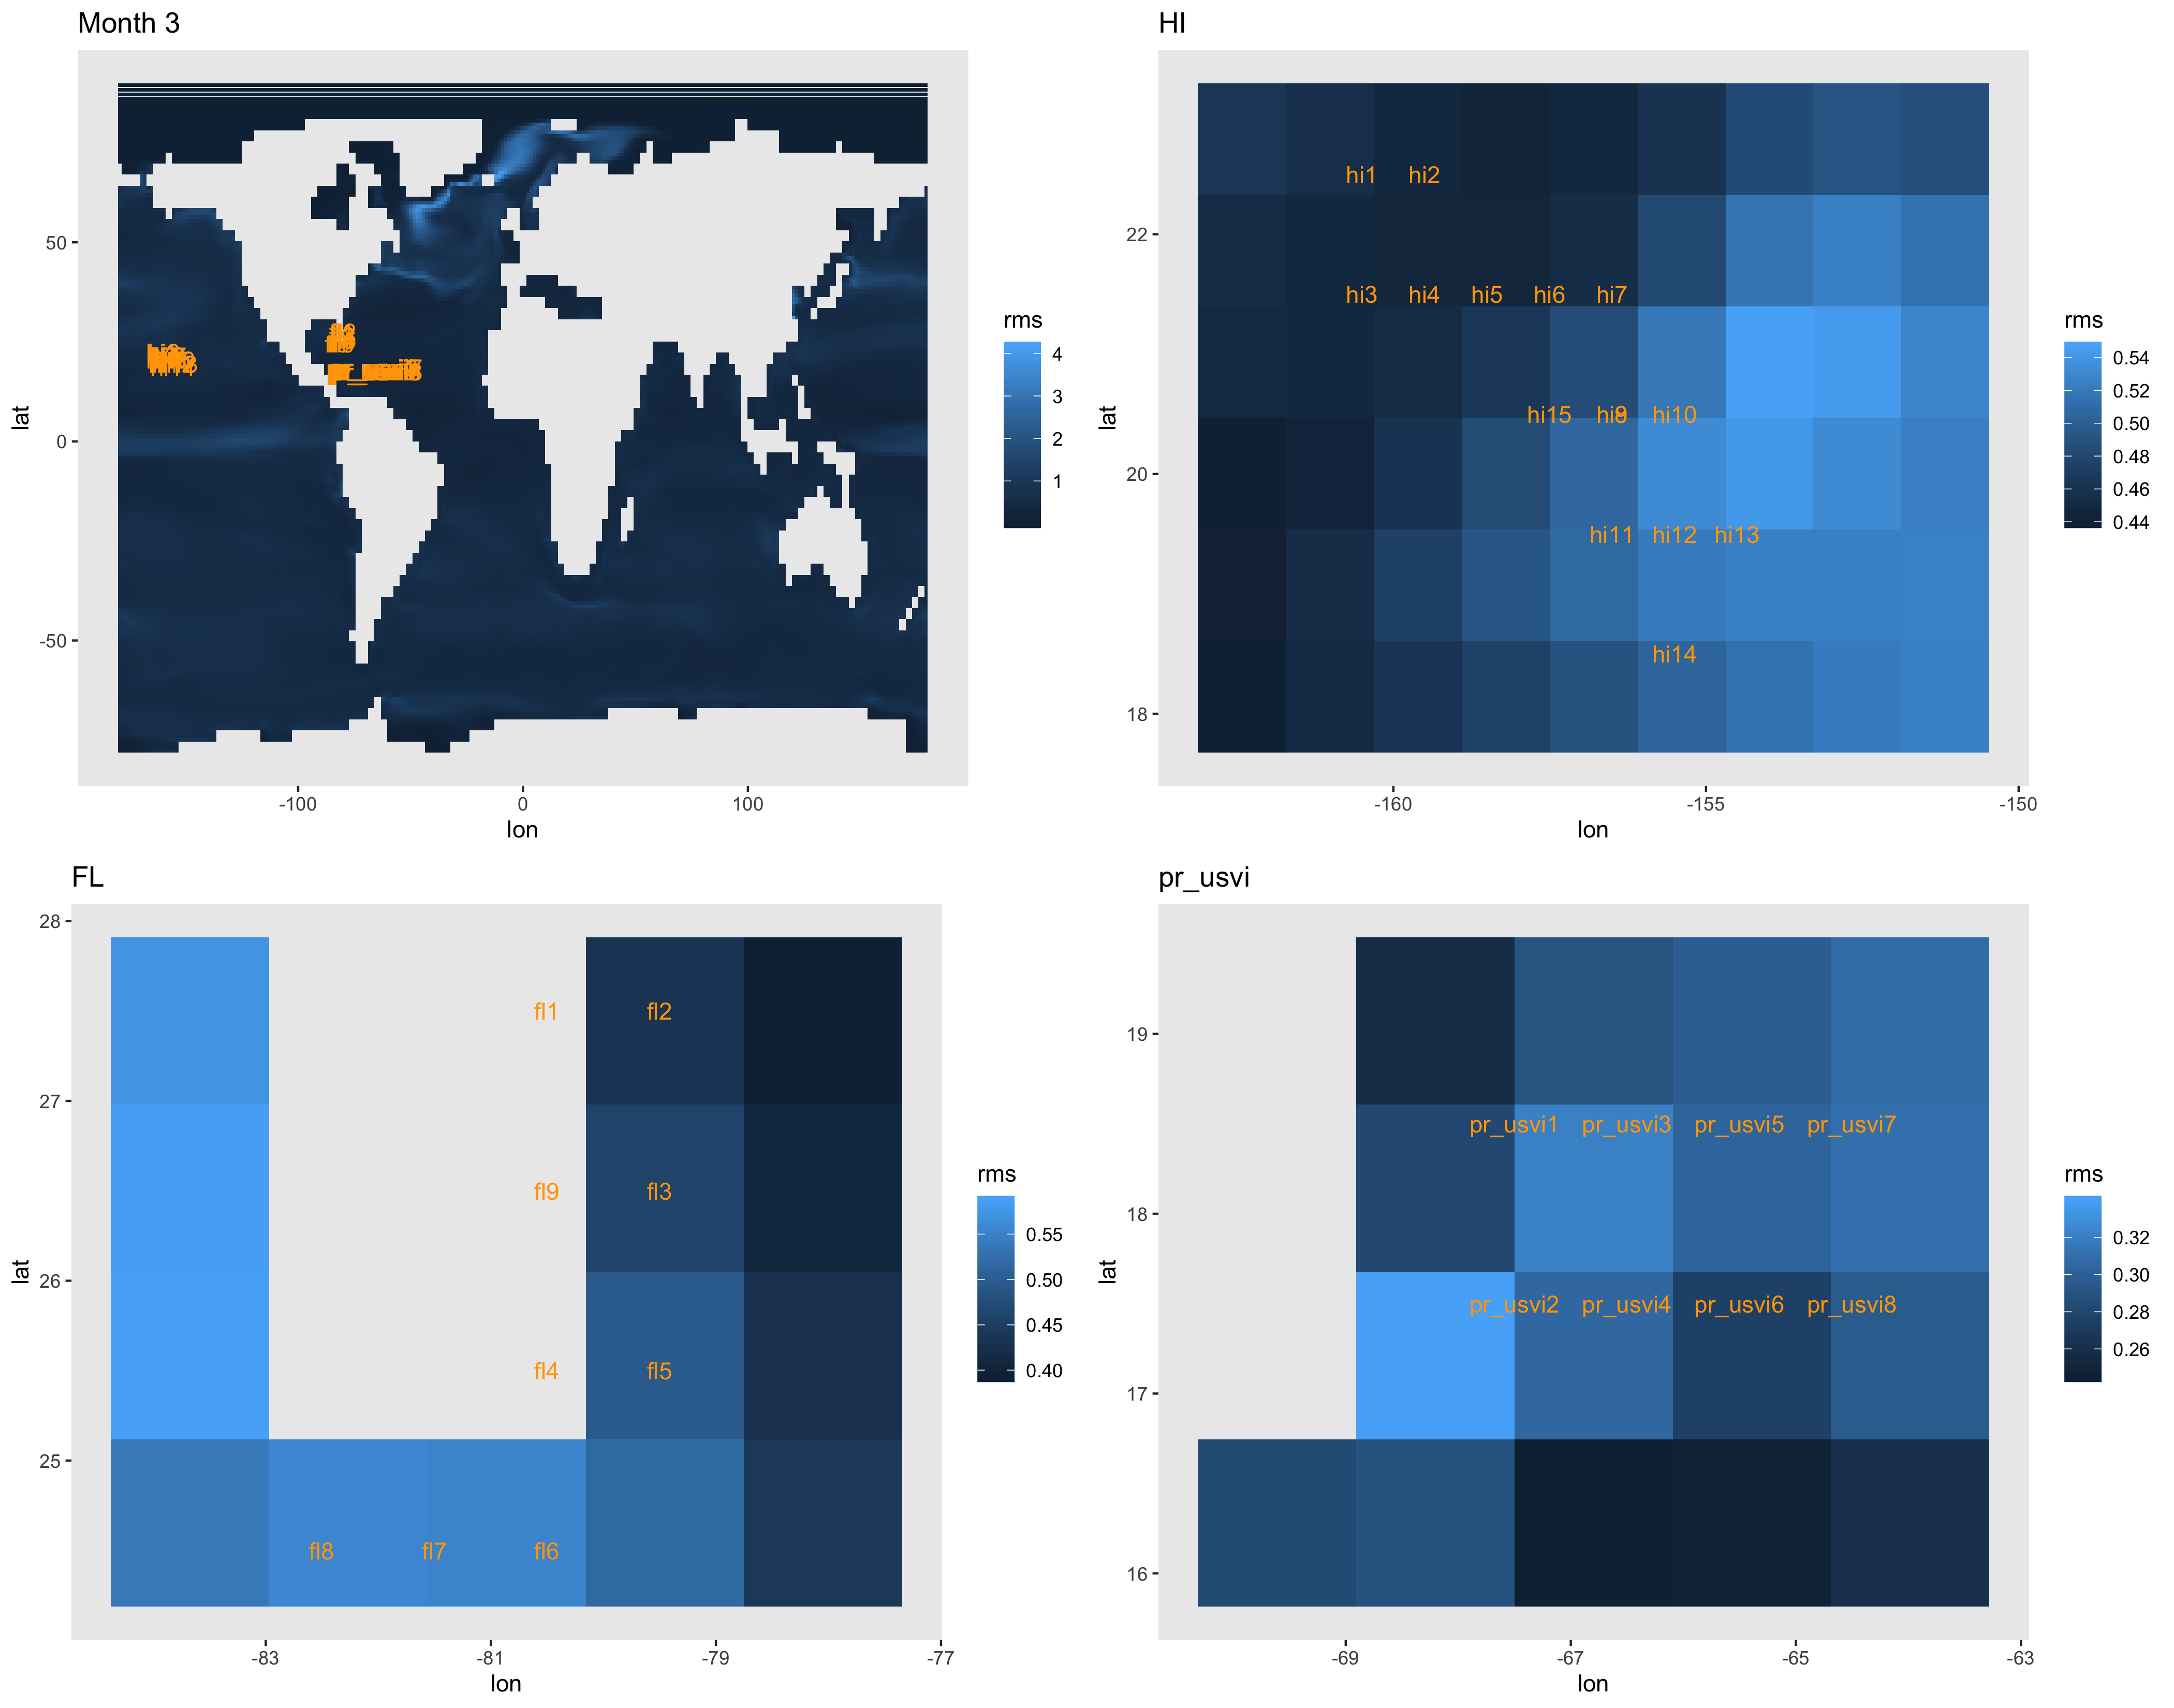 Month 3
lat
50
0
-50
-100
0
100
lon
rms
4
3
2
1
HI
lat
22
20
18
hi1 hi2
hi3 hi4 hi5 hi6 hi7
hi15 hi9 hi10
hi11 hi12 hi13
hi14
-160
-155
-150
lon
rms
0.54
0.52
0.50
0.48
0.46
0.44
FL
lat
28
27
26
25
fl1 fl2
fl9 fl3
fl4 fl5
fl8 fl7 fl6
-83
-81
-79
-77
lon
rms
0.55
0.50
0.45
0.40
pr_usvi
lat
19
18
17
16
pr_usvi1 pr_usvi3 pr_usvi5 pr_usvi7
pr_usvi2 pr_usvi4 pr_usvi6 pr_usvi8
-69
-67
-65
-63
lon
rms
0.32
0.30
0.28
0.26